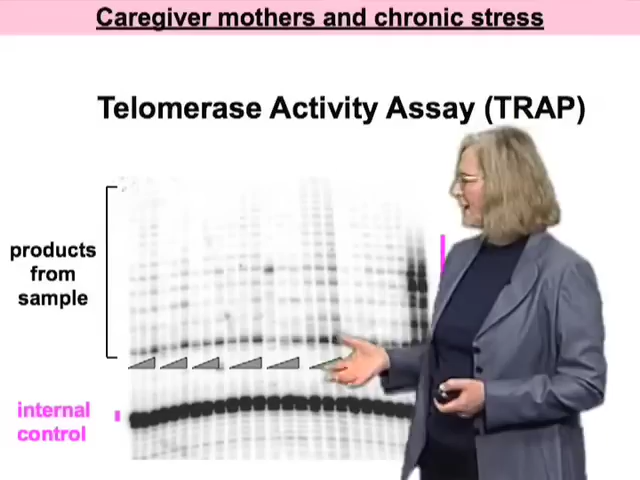 Caregiver mothers and chronic stress
Telomerase Activity Assay (TRAP)
products
from
sample
internal
control